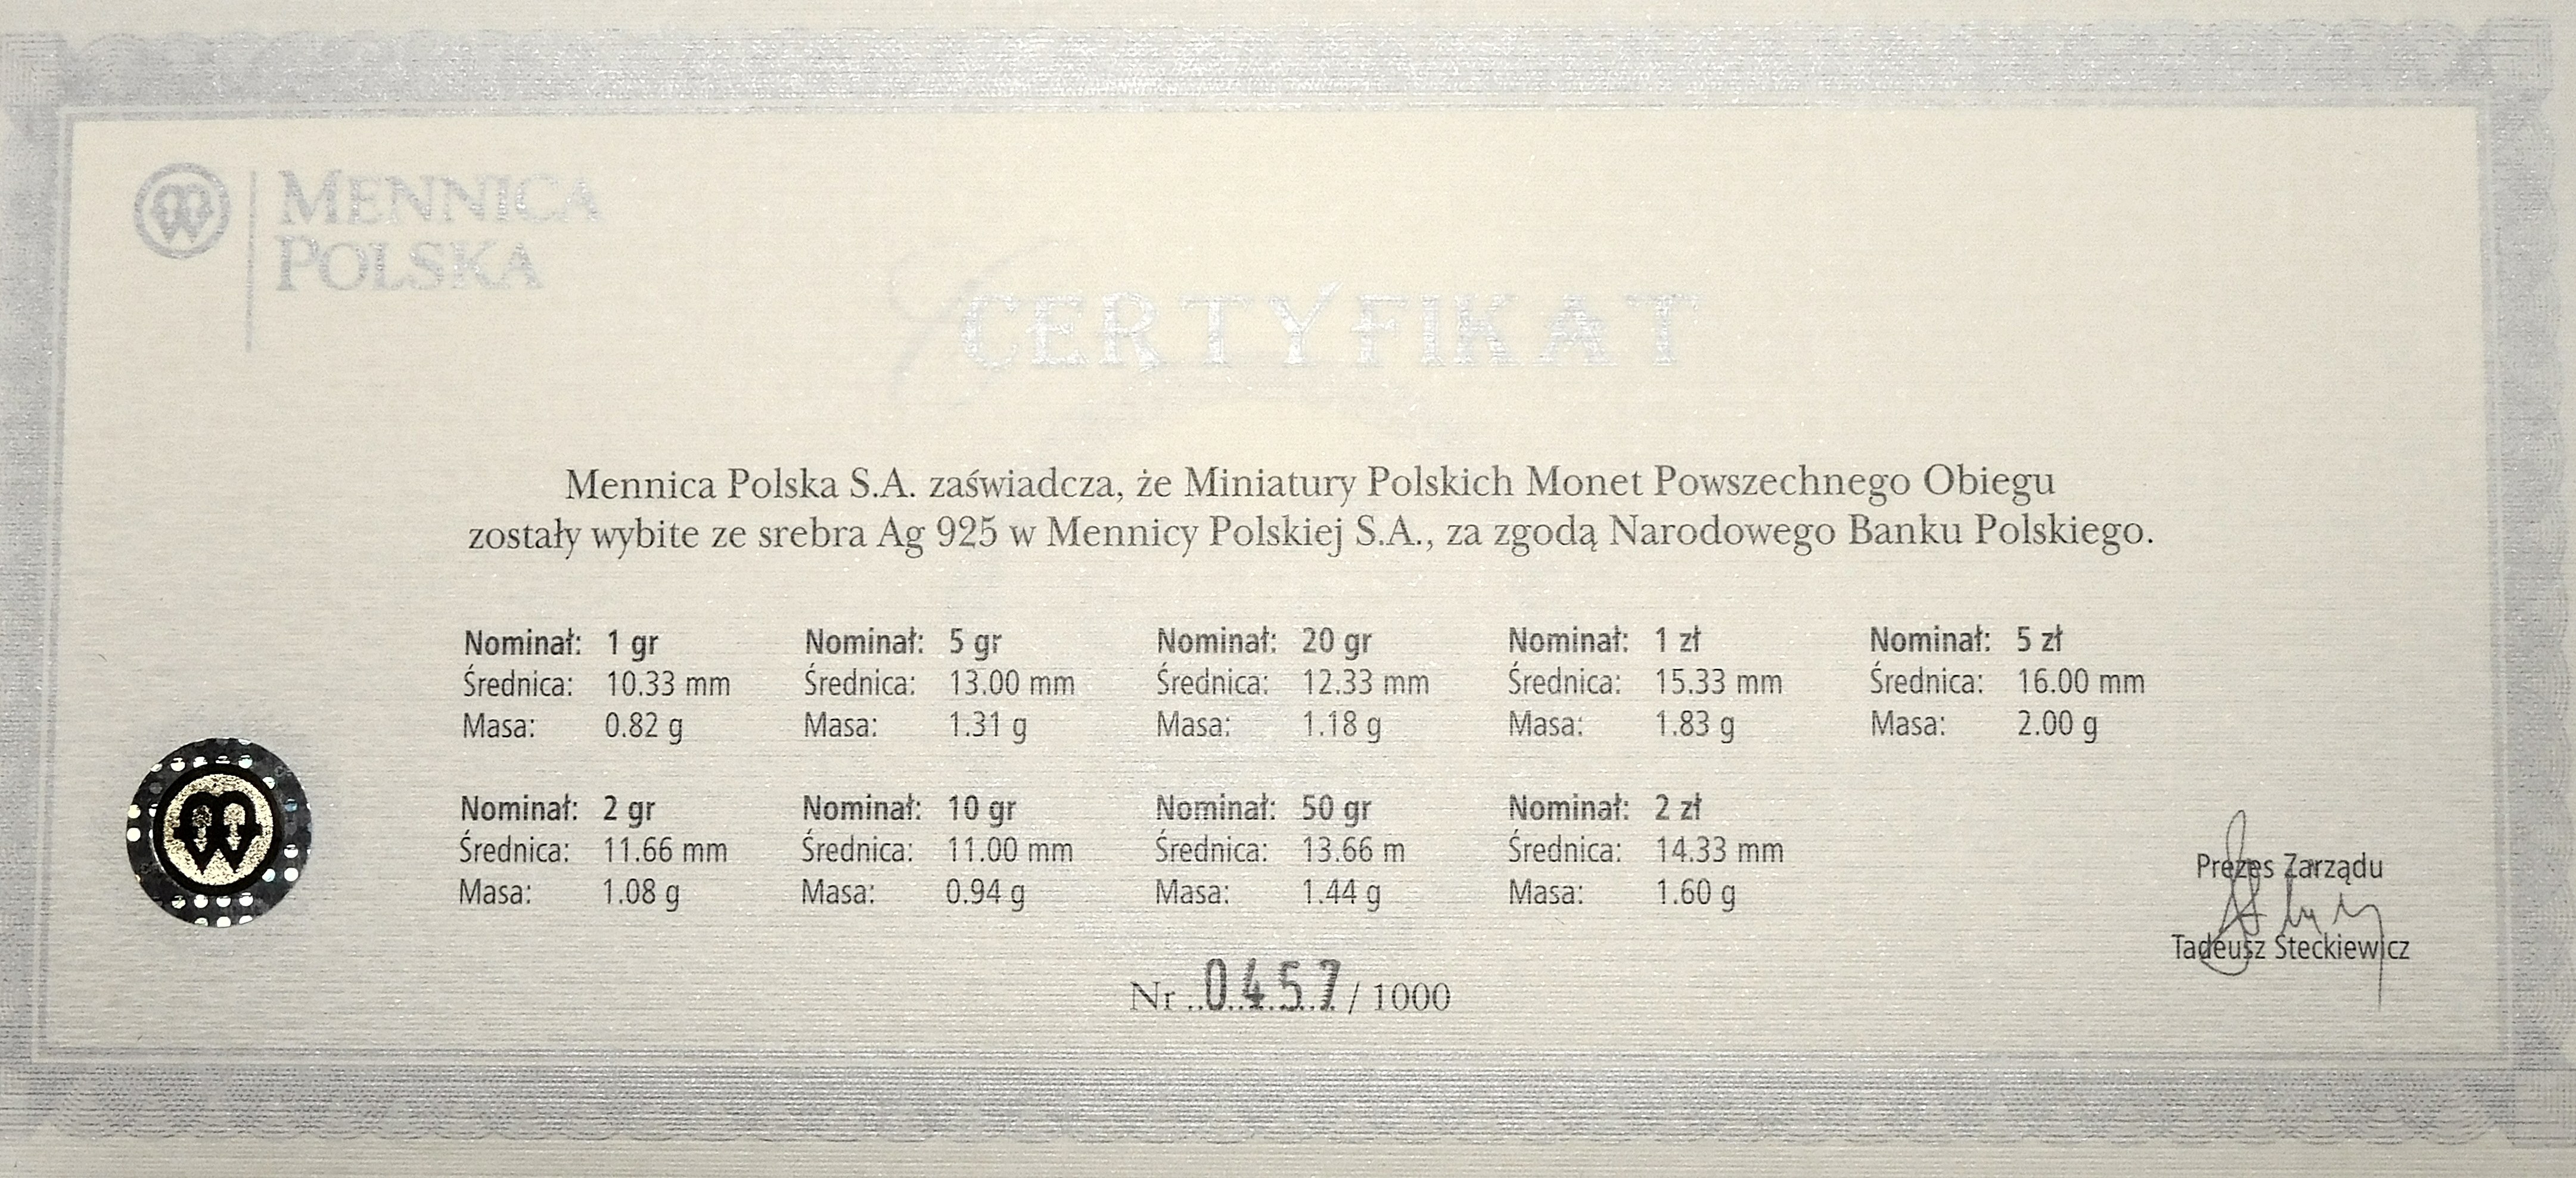 MENNICA
POLSKA
CERTYFIKAT
Mennica Polska S.A. zaświadcza, że Miniatury Polskich Monet Powszechnego Obiegu
zostały wybite ze srebra Ag 925 w Mennicy Polskiej S.A., za zgodą Narodowego Banku Polskiego.
Nominał: 1 gr
Średnica: 10.33 mm
Masa: 0.82 g
Nominał: 5 gr
Średnica: 13.00 mm
Masa: 1.31 g
Nominał: 20 gr
Średnica: 12.33 mm
Masa: 1.18 g
Nominał: 1 zł
Średnica: 15.33 mm
Masa: 1.83 g
Nominał: 5 zł
Średnica: 16.00 mm
Masa: 2.00 g
Nominał: 2 gr
Średnica: 11.66 mm
Masa: 1.08 g
Nominał: 10 gr
Średnica: 11.00 mm
Masa: 0.94 g
Nominał: 50 gr
Średnica: 13.66 m
Masa: 1.44 g
Nominał: 2 zł
Średnica: 14.33 mm
Masa: 1.60 g
Prezes Zarządu
Tadeusz Steckiewicz
Nr ..0457/ 1000